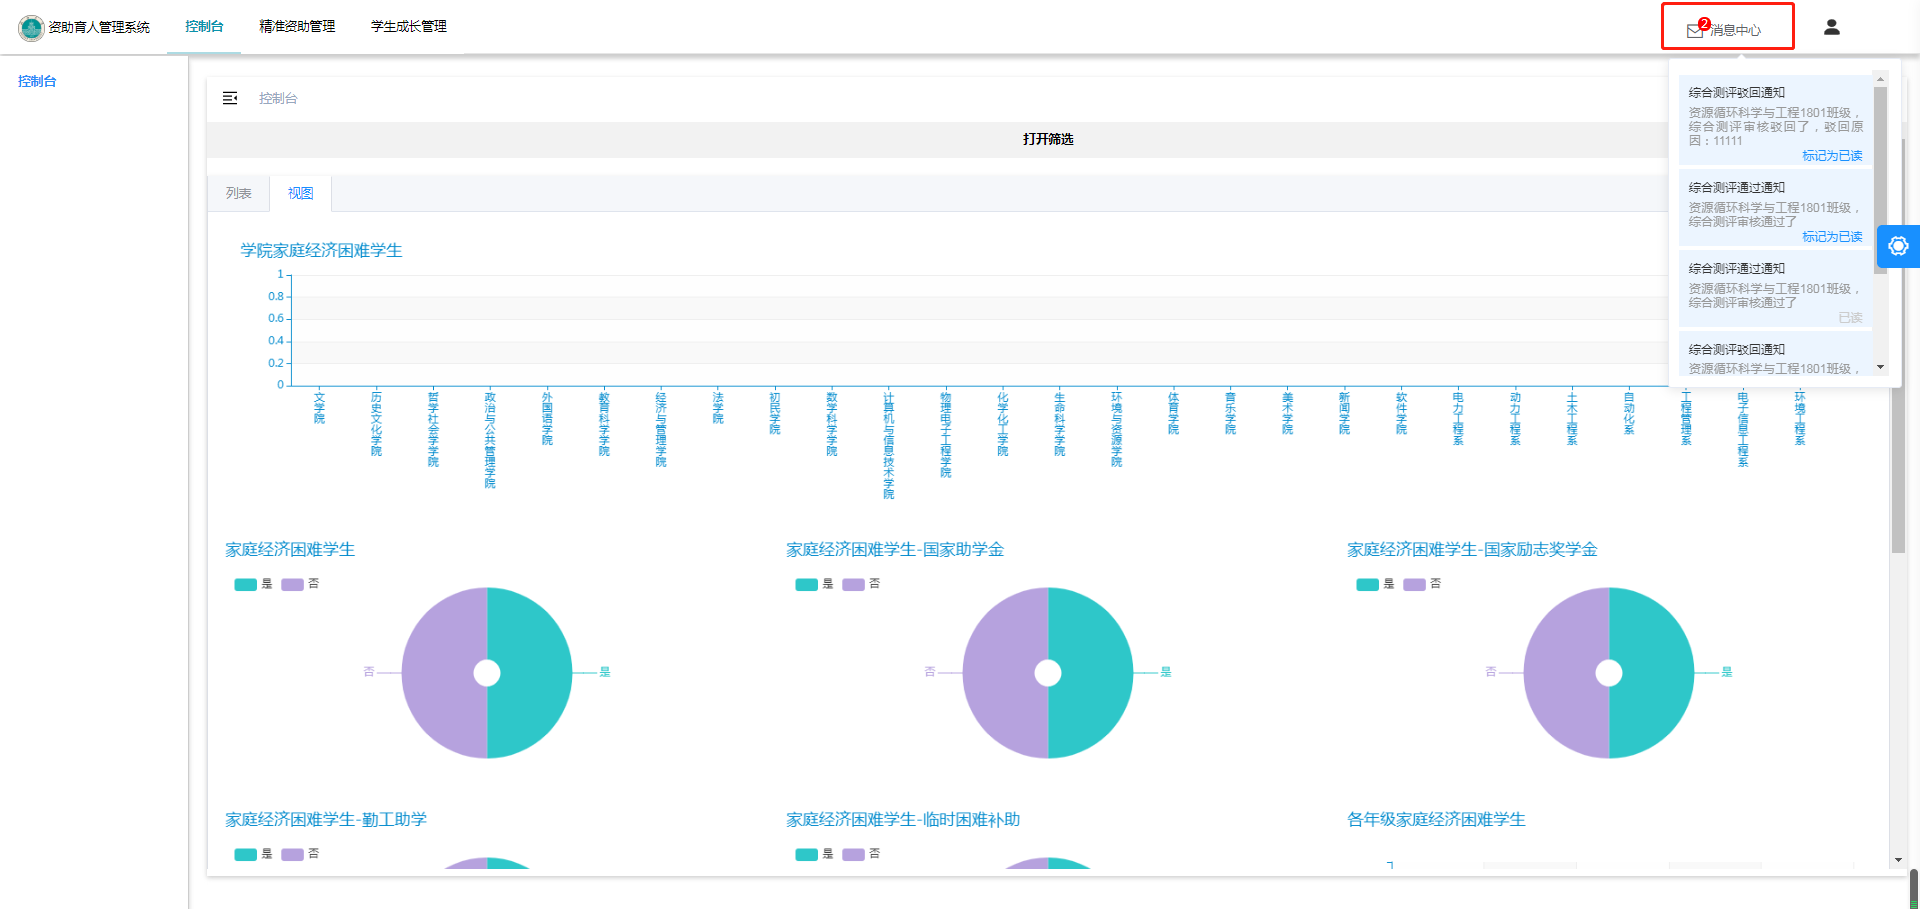 资助育人管理系统
控制台
精准资助管理
学生成长管理
2
消息中心
控制台
控制台
打开筛选
列表
视图
综合测评驳回通知
资源循环科学与工程1801班级，
综合测评审核驳回了，驳回原
因：11111
标记为已读
综合测评通过通知
资源循环科学与工程1801班级，
综合测评审核通过了
标记为已读
综合测评通过通知
资源循环科学与工程1801班级，
综合测评审核通过了
已读
综合测评驳回通知
资源循环科学与工程1801班级，
学院家庭经济困难学生
1
0.8
0.6
0.4
0.2
0
文学院
历史文化学院
哲学社会学学院
政治与公共管理学院
外国语学院
教育科学学院
经济与管理学院
法学院
初民学院
数学科学学院
计算机与信息技术学院
物理电子工程学院
化学化工学院
生命科学学院
环境与资源学院
体育学院
音乐学院
美术学院
新闻学院
软件学院
电力工程系
动力工程系
土木工程系
自动化系
工程管理系
电子信息工程系
环境工程系
家庭经济困难学生
是
否
否
是
家庭经济困难学生-国家助学金
是
否
否
是
家庭经济困难学生-国家励志奖学金
是
否
否
是
家庭经济困难学生-勤工助学
是
否
家庭经济困难学生-临时困难补助
是
否
各年级家庭经济困难学生